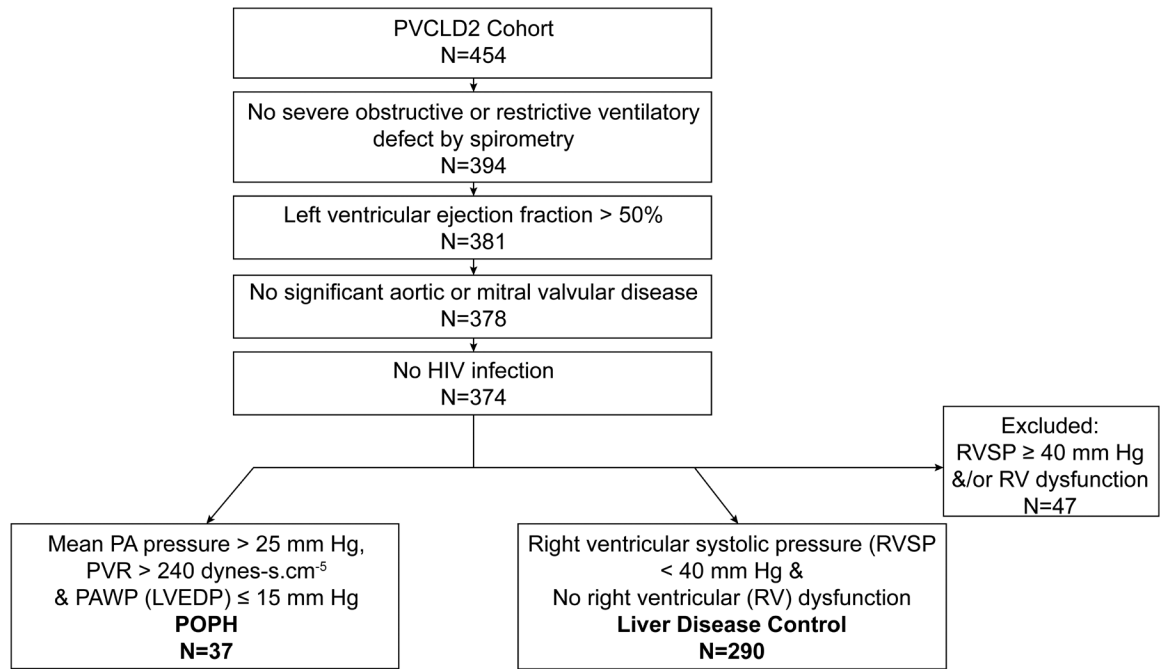 PVCLD2 Cohort
N=454
No severe obstructive or restrictive ventilatory
defect by spirometry
N=394
Left ventricular ejection fraction > 50%
N=381
No significant aortic or mitral valvular disease
N=378
No HIV infection
N=374
Excluded:
RVSP ≥ 40 mm Hg
&/or RV dysfunction
N=47
Mean PA pressure > 25 mm Hg,
PVR > 240 dynes-s.cm⁻⁵
& PAWP (LVEDP) ≤ 15 mm Hg
POPH
N=37
Right ventricular systolic pressure (RVSP
< 40 mm Hg &
No right ventricular (RV) dysfunction
Liver Disease Control
N=290